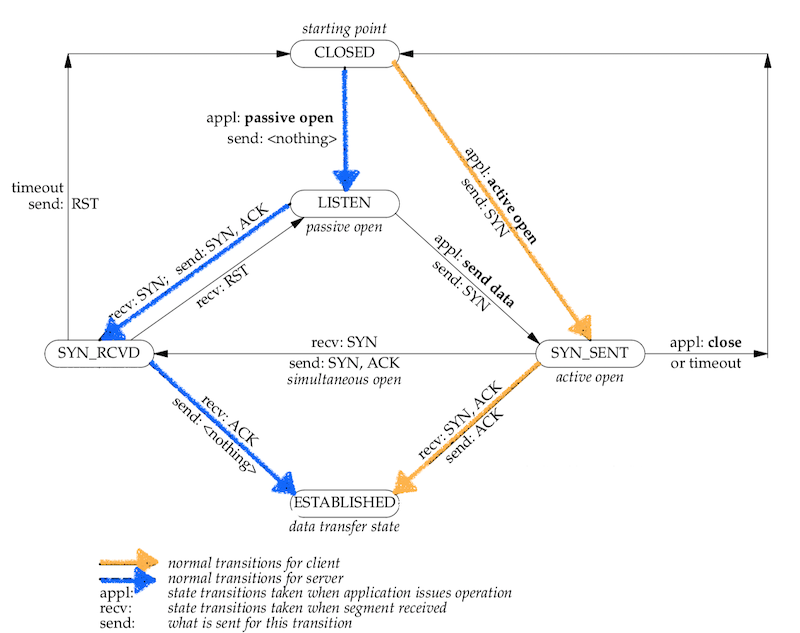 starting point
CLOSED
appl: passive open
send: <nothing>
appl: active open
send: SYN
timeout
send: RST
LISTEN
passive open
recv: SYN; send: SYN, ACK
recv: RST
appl: send data
send: SYN
SYN_RCVD
recv: SYN
send: SYN, ACK
simultaneous open
SYN_SENT
active open
appl: close
or timeout
recv: ACK
send: <nothing>
recv: SYN, ACK
send: ACK
ESTABLISHED
data transfer state
normal transitions for client
normal transitions for server
appl: state transitions taken when application issues operation
recv: state transitions taken when segment received
send: what is sent for this transition